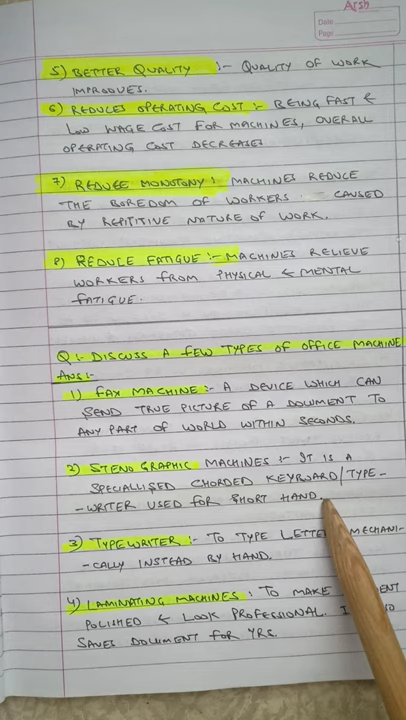 Arsh
Date
Page
5) BETTER QUALITY :- QUALITY OF WORK
IMPROVES.
6) REDUCES OPERATING COST :- BEING FAST &
LOW WAGE COST FOR MACHINES, OVERALL
OPERATING COST DECREASES
7) REDUCE MONOTONY : MACHINES REDUCE
THE BOREDOM OF WORKERS CAUSED
BY REPITITIVE NATURE OF WORK.
8) REDUCE FATIGUE :- MACHINES RELIEVE
WORKERS FROM PHYSICAL & MENTAL
FATIGUE.
Q1- DISCUSS A FEW TYPES OF OFFICE MACHINE
Ans:-
1) FAX MACHINE :- A DEVICE WHICH CAN
SEND TRUE PICTURE OF A DOCUMENT TO
ANY PART OF WORLD WITHIN SECONDS.
2) STENOGRAPHIC MACHINES :- IT IS A
SPECIALISED CHORDED KEYBOARD/TYPE-
-WRITER USED FOR SHORT HAND.
3) TYPEWRITER :- TO TYPE LETTE MECHANI-
-CALLY INSTEAD BY HAND.
4) LAMINATING MACHINES : TO MAKE ENT
POLISHED & LOOK PROFESSIONAL. SO
SAVES DOCUMENT FOR YRS.